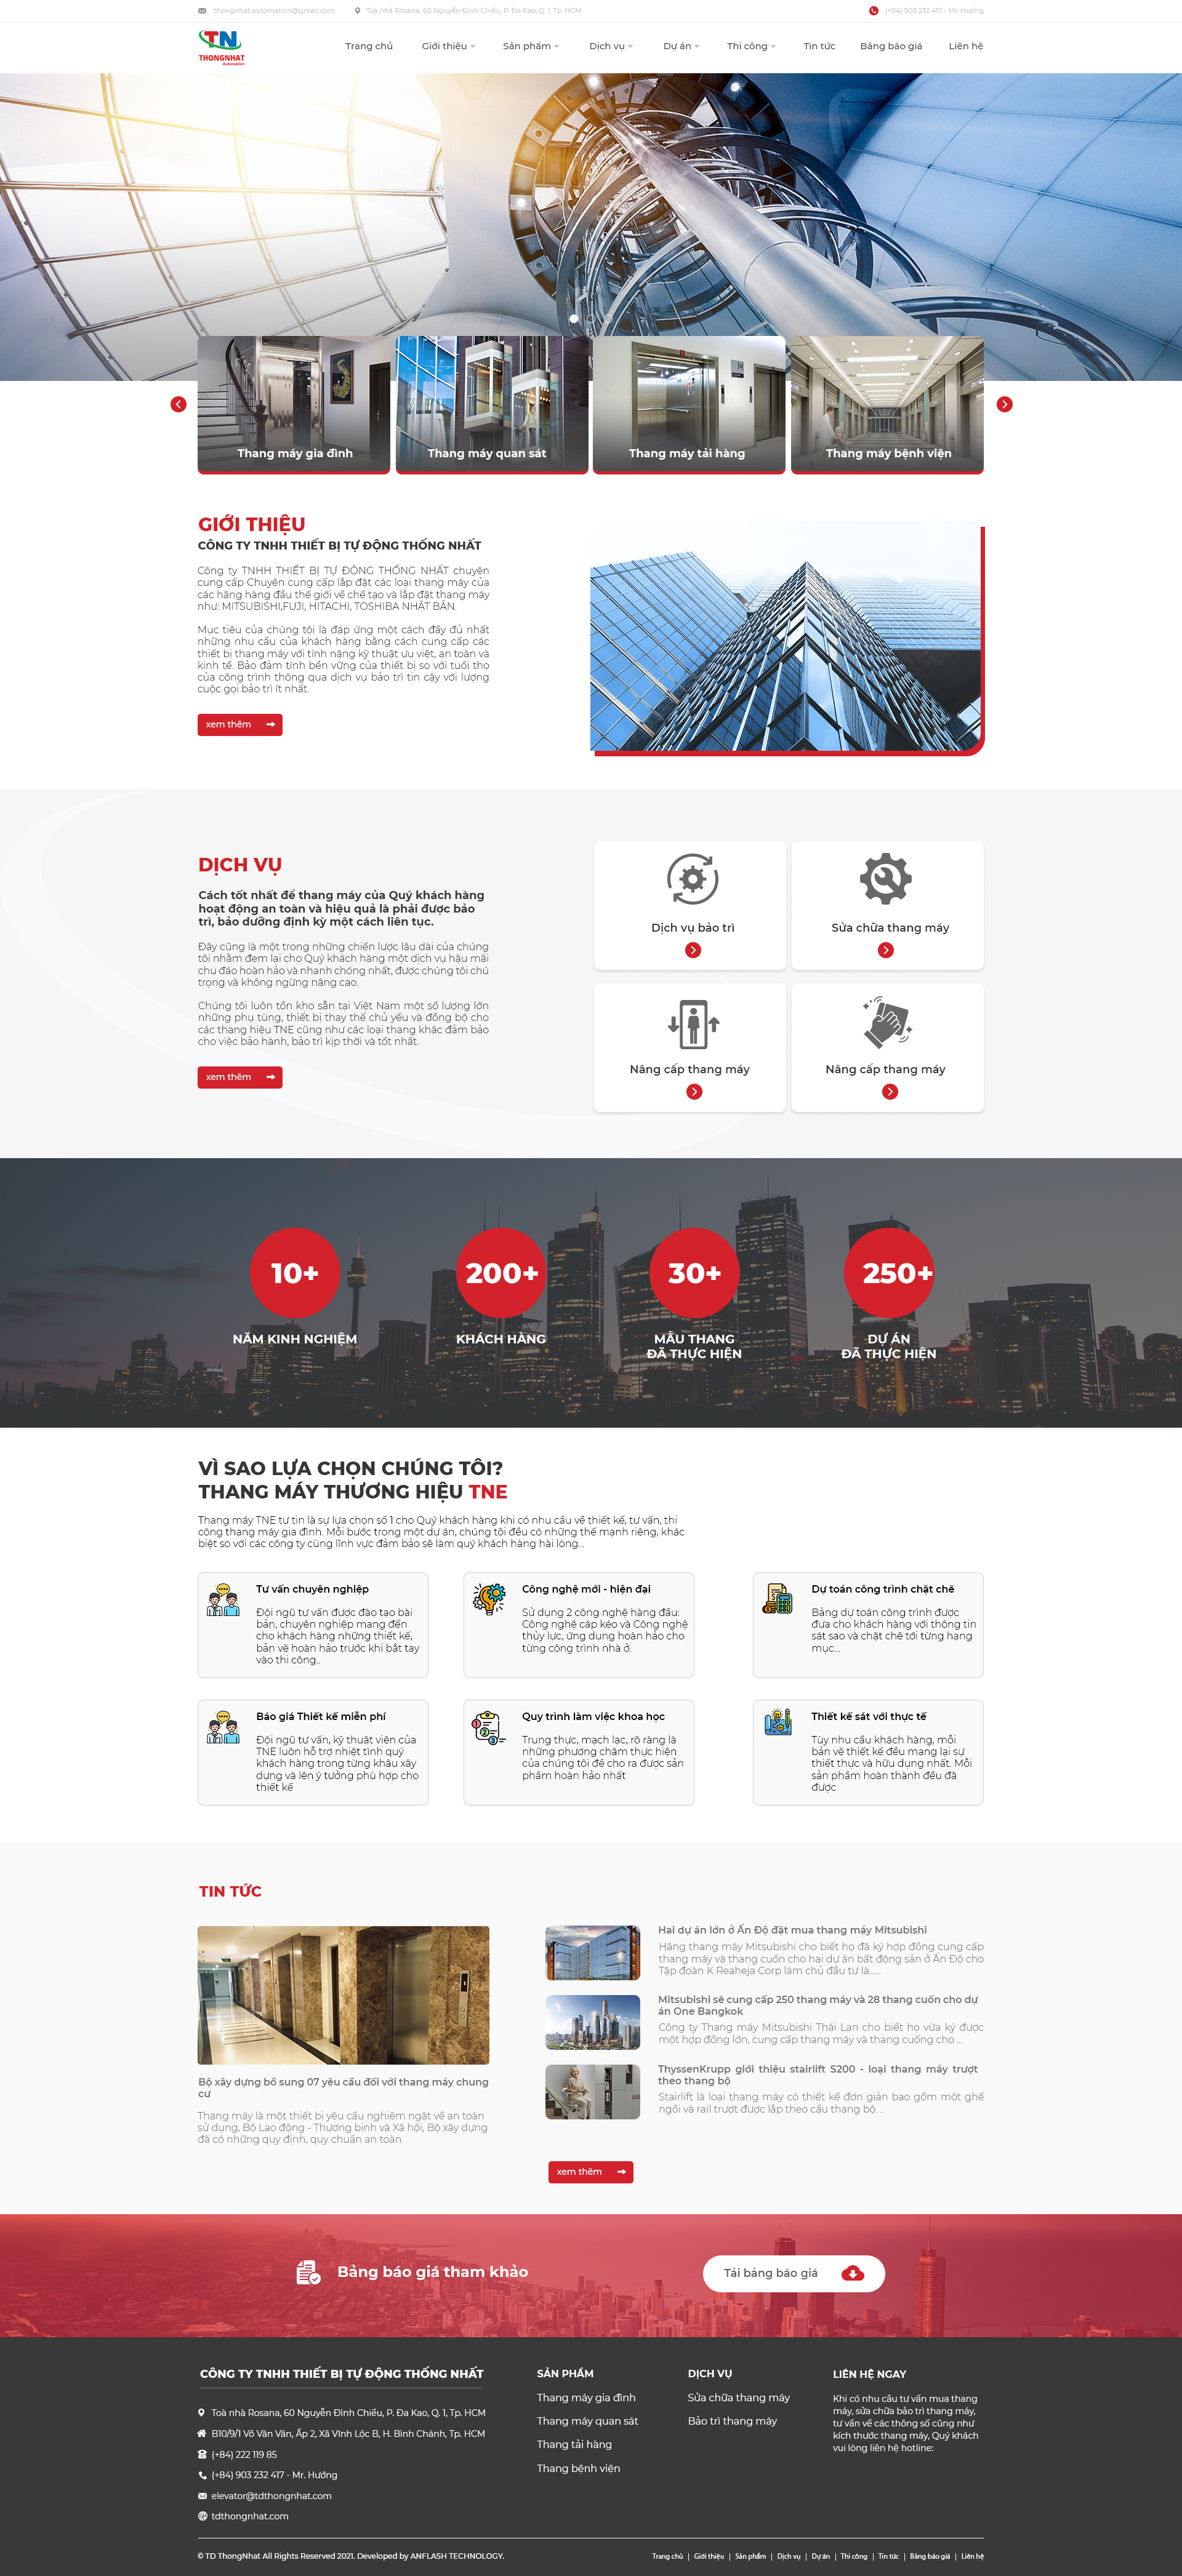 thongnhat.automation@gmail.com
Toà nhà Rosana, 60 Nguyễn Đình Chiểu, P. Đa Kao, Q. 1, Tp. HCM
(+84) 903 232 417 - Mr. Hướng
TN
THONGNHAT
Automation
Trang chủ
Giới thiệu
Sản phẩm
Dịch vụ
Dự án
Thi công
Tin tức
Bảng báo giá
Liên hệ
Thang máy gia đình
Thang máy quan sát
Thang máy tải hàng
Thang máy bệnh viện
GIỚI THIỆU
CÔNG TY TNHH THIẾT BỊ TỰ ĐỘNG THỐNG NHẤT
Công ty TNHH THIẾT BỊ TỰ ĐỘNG THỐNG NHẤT chuyện
cung cấp Chuyên cung cấp lắp đặt các loại thang máy của
các hãng hàng đầu thế giới về chế tạo và lắp đặt thang máy
như: MITSUBISHI,FUJI, HITACHI, TOSHIBA NHẬT BẢN.
Mục tiêu của chúng tôi là đáp ứng một cách đầy đủ nhất
những nhu cầu của khách hàng bằng cách cung cấp các
thiết bị thang máy với tính năng kỹ thuật ưu việt, an toàn và
kinh tế. Bảo đảm tính bền vững của thiết bị so với tuổi thọ
của công trình thông qua dịch vụ bảo trì tin cậy với lượng
cuộc gọi bảo trì ít nhất.
xem thêm
DỊCH VỤ
Cách tốt nhất để thang máy của Quý khách hàng
hoạt động an toàn và hiệu quả là phải được bảo
trì, bảo dưỡng định kỳ một cách liên tục.
Đây cũng là một trong những chiến lược lâu dài của chúng
tôi nhằm đem lại cho Quý khách hàng một dịch vụ hậu mãi
chu đáo hoàn hảo và nhanh chóng nhất, được chúng tôi chú
trọng và không ngừng nâng cao.
Chúng tôi luôn tồn kho sẵn tại Việt Nam một số lượng lớn
những phụ tùng, thiết bị thay thế chủ yếu và đồng bộ cho
các thang hiệu TNE cũng như các loại thang khác đảm bảo
cho việc bảo hành, bảo trì kịp thời và tốt nhất.
xem thêm
Dịch vụ bảo trì
Sửa chữa thang máy
Nâng cấp thang máy
Nâng cấp thang máy
10+
200+
30+
250+
NĂM KINH NGHIỆM
KHÁCH HÀNG
MẪU THANG
ĐÃ THỰC HIỆN
DỰ ÁN
ĐÃ THỰC HIỆN
VÌ SAO LỰA CHỌN CHÚNG TÔI?
THANG MÁY THƯƠNG HIỆU TNE
Thang máy TNE tự tin là sự lựa chọn số 1 cho Quý khách hàng khi có nhu cầu về thiết kế, tư vấn, thi
công thang máy gia đình. Mỗi bước trong một dự án, chúng tôi đều có những thế mạnh riêng, khác
biệt so với các công ty cùng lĩnh vực đảm bảo sẽ làm quý khách hàng hài lòng...
Tư vấn chuyên nghiệp
Đội ngũ tư vấn được đào tạo bài
bản, chuyên nghiệp mang đến
cho khách hàng những thiết kế,
bản vẽ hoàn hảo trước khi bắt tay
vào thi công..
Công nghệ mới - hiện đại
Sử dụng 2 công nghệ hàng đầu:
Công nghệ cáp kéo và Công nghệ
thủy lực, ứng dụng hoàn hảo cho
từng công trình nhà ở.
Dự toán công trình chặt chẽ
Bảng dự toán công trình được
đưa cho khách hàng với thông tin
sát sao và chặt chẽ tới từng hạng
mục...
Báo giá Thiết kế miễn phí
Đội ngũ tư vấn, kỹ thuật viên của
TNE luôn hỗ trợ nhiệt tình quý
khách hàng trong từng khâu xây
dựng và lên ý tưởng phù hợp cho
thiết kế
Quy trình làm việc khoa học
Trung thực, mạch lạc, rõ ràng là
những phương châm thực hiện
của chúng tôi để cho ra được sản
phẩm hoàn hảo nhất
Thiết kế sát với thực tế
Tùy nhu cầu khách hàng, mỗi
bản vẽ thiết kế đều mang lại sự
thiết thực và hữu dụng nhất. Mỗi
sản phẩm hoàn thành đều đã
được
TIN TỨC
Bộ xây dựng bổ sung 07 yêu cầu đối với thang máy chung
cư
Thang máy là một thiết bị yêu cầu nghiêm ngặt về an toàn
sử dụng, Bộ Lao động - Thương binh và Xã hội, Bộ xây dựng
đã có những quy định, quy chuẩn an toàn.
Hai dự án lớn ở Ấn Độ đặt mua thang máy Mitsubishi
Hãng thang máy Mitsubishi cho biết họ đã ký hợp đồng cung cấp
thang máy và thang cuốn cho hai dự án bất động sản ở Ấn Độ cho
Tập đoàn K Reaheja Corp làm chủ đầu tư là......
Mitsubishi sẽ cung cấp 250 thang máy và 28 thang cuốn cho dự
án One Bangkok
Công ty Thang máy Mitsubishi Thái Lan cho biết họ vừa ký được
một hợp đồng lớn, cung cấp thang máy và thang cuống cho ...
ThyssenKrupp giới thiệu stairlift S200 - loại thang máy trượt
theo thang bộ
Stairlift là loại thang máy có thiết kế đơn giản bao gồm một ghế
ngồi và rail trượt được lắp theo cầu thang bộ. ..
xem thêm
Bảng báo giá tham khảo
Tải bảng báo giá
CÔNG TY TNHH THIẾT BỊ TỰ ĐỘNG THỐNG NHẤT
Toà nhà Rosana, 60 Nguyễn Đình Chiểu, P. Đa Kao, Q. 1, Tp. HCM
B10/9/1 Võ Văn Vân, Ấp 2, Xã Vĩnh Lộc B, H. Bình Chánh, Tp. HCM
(+84) 222 119 85
(+84) 903 232 417 - Mr. Hướng
elevator@tdthongnhat.com
tdthongnhat.com
SẢN PHẨM
Thang máy gia đình
Thang máy quan sát
Thang tải hàng
Thang bệnh viện
DỊCH VỤ
Sửa chữa thang máy
Bảo trì thang máy
LIÊN HỆ NGAY
Khi có nhu cầu tư vấn mua thang
máy, sửa chữa bảo trì thang máy,
tư vấn về các thông số cũng như
kích thước thang máy, Quý khách
vui lòng liên hệ hotline:
© TD ThongNhat All Rights Reserved 2021. Developed by ANFLASH TECHNOLOGY.
Trang chủ | Giới thiệu | Sản phẩm | Dịch vụ | Dự án | Thi công | Tin tức | Bảng báo giá | Liên hệ